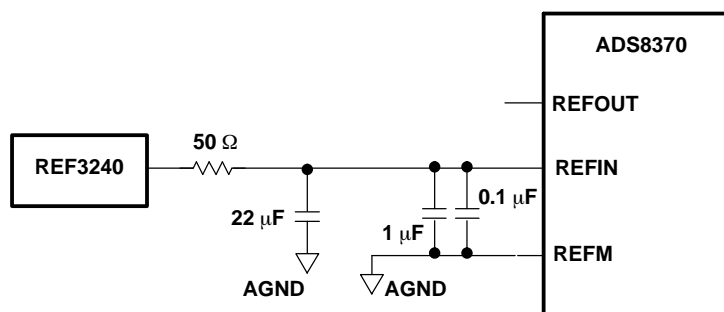 ADS8370
REFOUT
50 Ω
REF3240
REFIN
0.1 μF
22 μF
1 μF
REFM
AGND
AGND